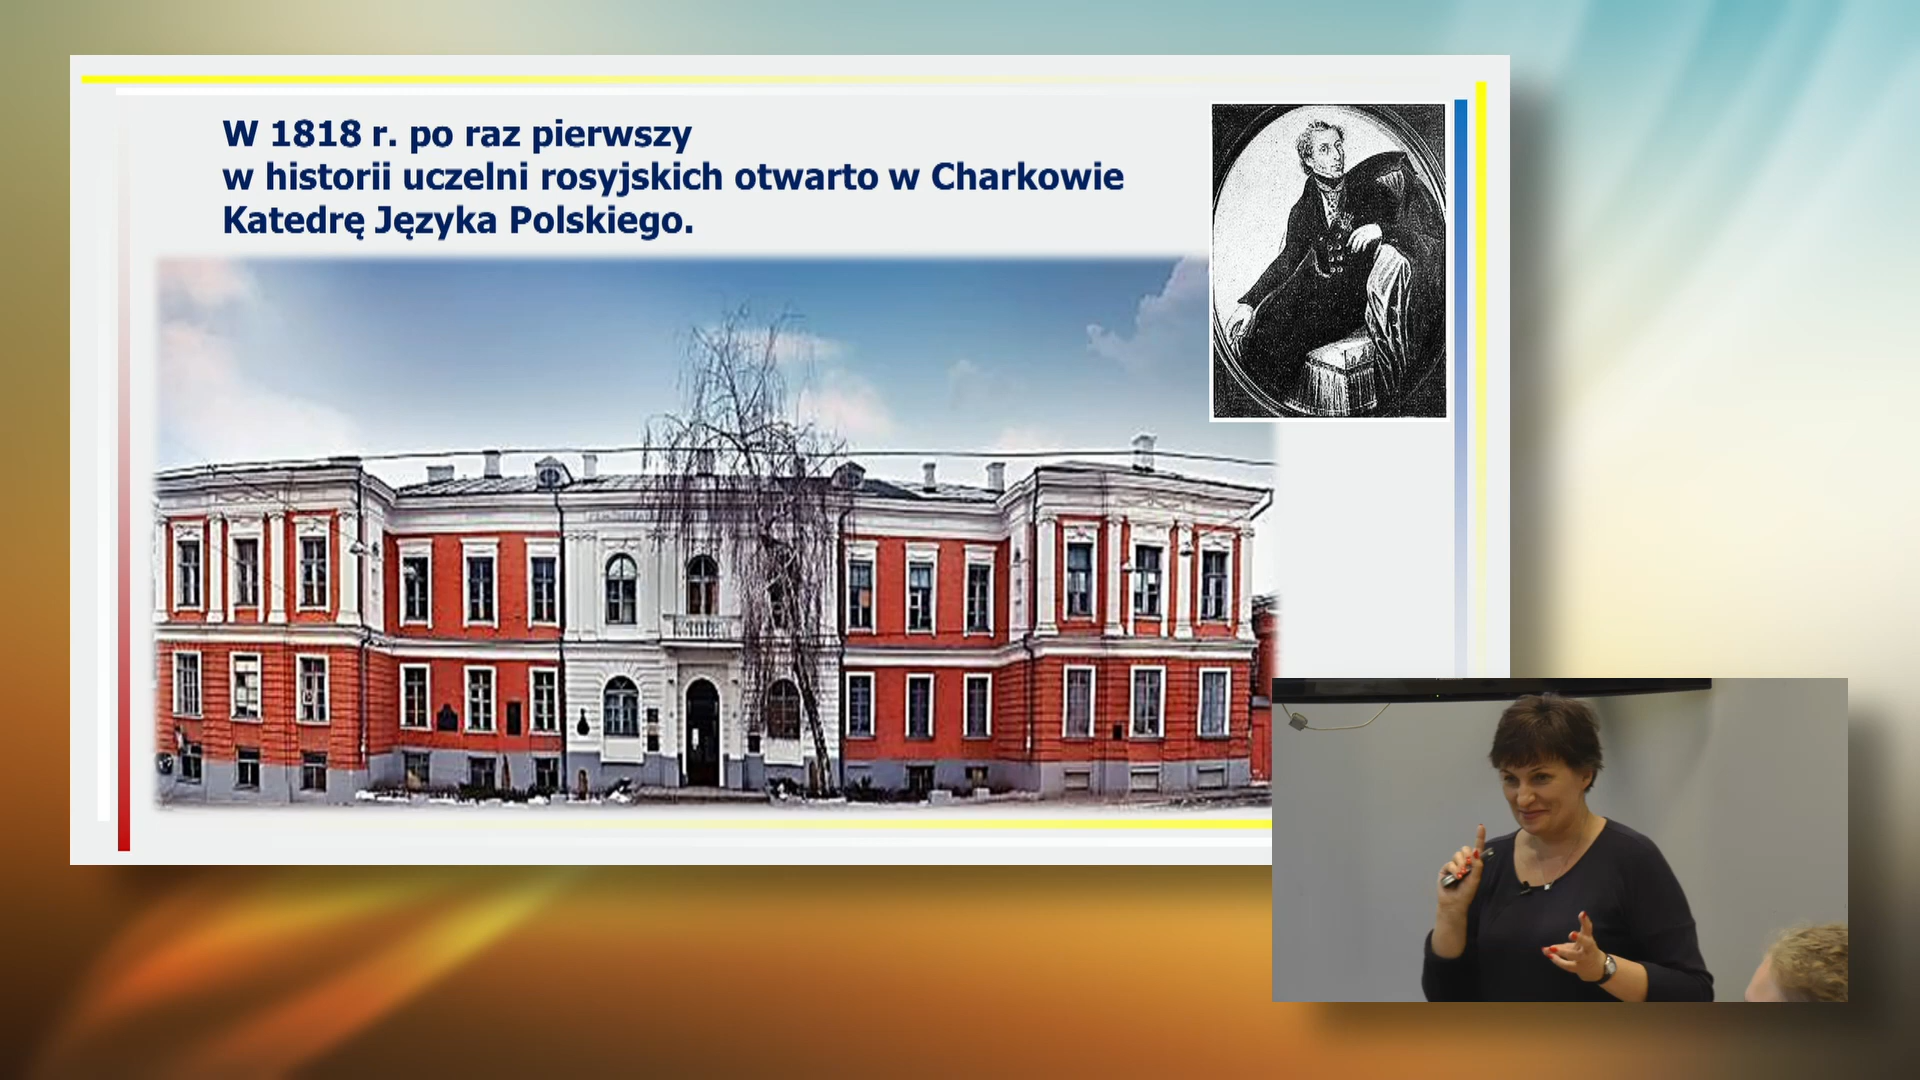 W 1818 r. po raz pierwszy
w historii uczelni rosyjskich otwarto w Charkowie
Katedrę Języka Polskiego.